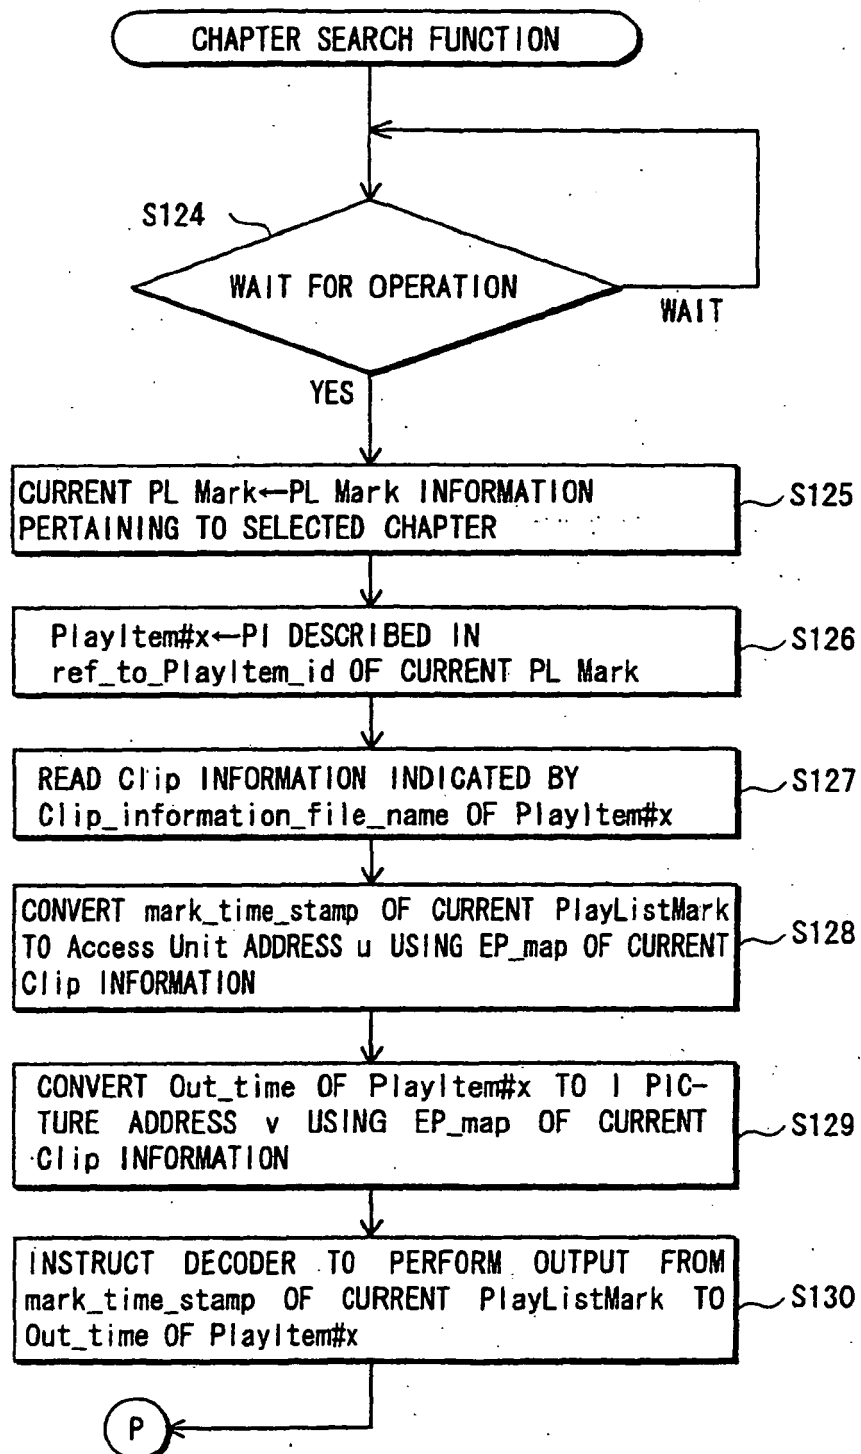 CHAPTER SEARCH FUNCTION
S124
WAIT FOR OPERATION
WAIT
YES
CURRENT PL Mark←PL Mark INFORMATION
PERTAINING TO SELECTED CHAPTER
S125
PlayItem#x←PI DESCRIBED IN
ref_to_PlayItem_id OF CURRENT PL Mark
S126
READ Clip INFORMATION INDICATED BY
Clip_information_file_name OF PlayItem#x
S127
CONVERT mark_time_stamp OF CURRENT PlayListMark
TO Access Unit ADDRESS u USING EP_map OF CURRENT
Clip INFORMATION
S128
CONVERT Out_time OF PlayItem#x TO I PIC-
TURE ADDRESS v USING EP_map OF CURRENT
Clip INFORMATION
S129
INSTRUCT DECODER TO PERFORM OUTPUT FROM
mark_time_stamp OF CURRENT PlayListMark TO
Out_time OF PlayItem#x
S130
P